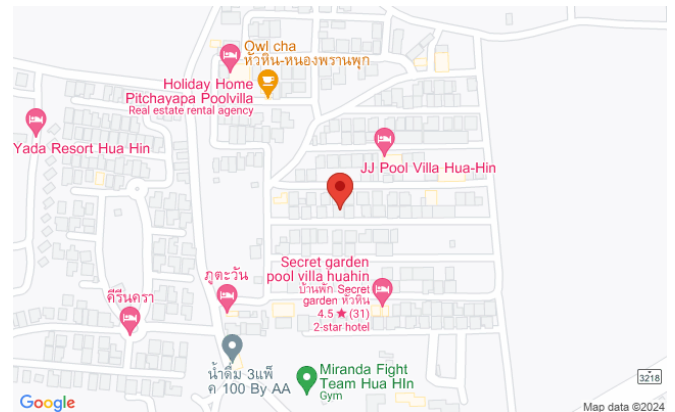 Owl cha
หัวหิน-หนองพรานพุก
Holiday Home
Pitchayapa Poolvilla
Real estate rental agency
Yada Resort Hua Hin
JJ Pool Villa Hua-Hin
Secret garden
pool villa huahin
บ้านพัก Secret
garden หัวหิน
4.5 ★ (31)
2-star hotel
ภูตะวัน
คีรีนครา
น้ำดื่ม 3แพ็
ค 100 By AA
Miranda Fight
Team Hua HIn
Gym
3218
Google
Map data ©2024